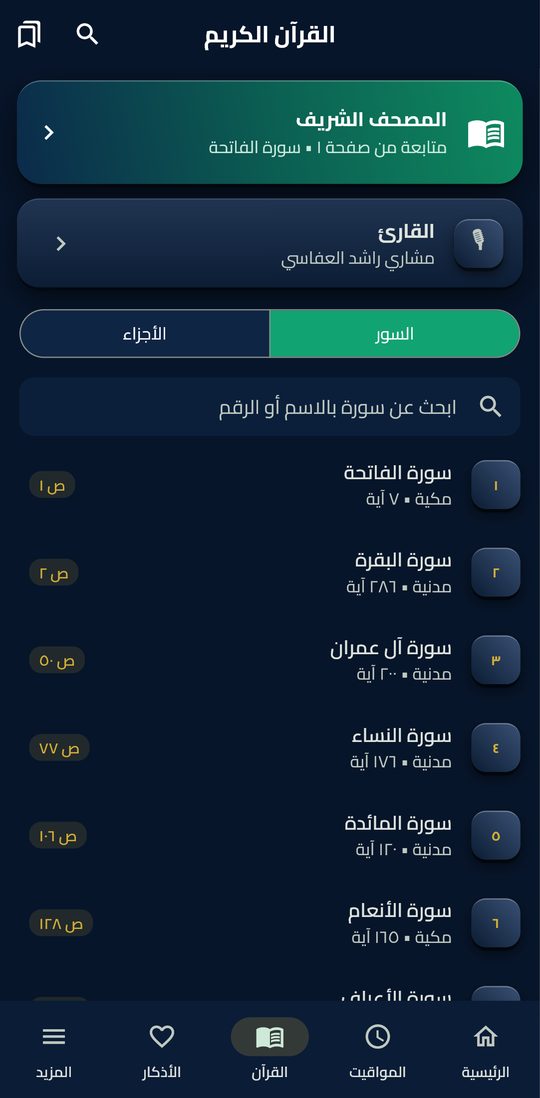 القرآن الكريم
المصحف الشريف
متابعة من صفحة ١ • سورة الفاتحة
القارئ
مشاري راشد العفاسي
السور
الأجزاء
ابحث عن سورة بالاسم أو الرقم
١
سورة الفاتحة
مكية • ٧ آية
ص ١
٢
سورة البقرة
مدنية • ٢٨٦ آية
ص ٢
٣
سورة آل عمران
مدنية • ٢٠٠ آية
ص ٥٠
٤
سورة النساء
مدنية • ١٧٦ آية
ص ٧٧
٥
سورة المائدة
مدنية • ١٢٠ آية
ص ١٠٦
٦
سورة الأنعام
مكية • ١٦٥ آية
ص ١٢٨
سورة الأعراف
الرئيسية
المواقيت
القرآن
الأذكار
المزيد